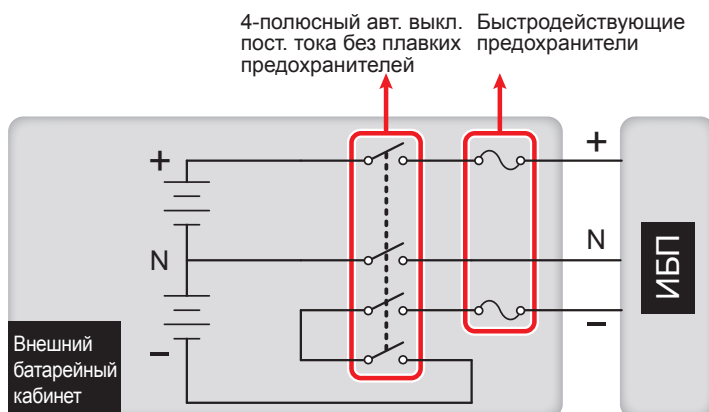 4-полюсный авт. выкл.
пост. тока без плавких
предохранителей
Быстродействующие
предохранители
+
+
N
N
ИБП
–
–
Внешний
батарейный
кабинет